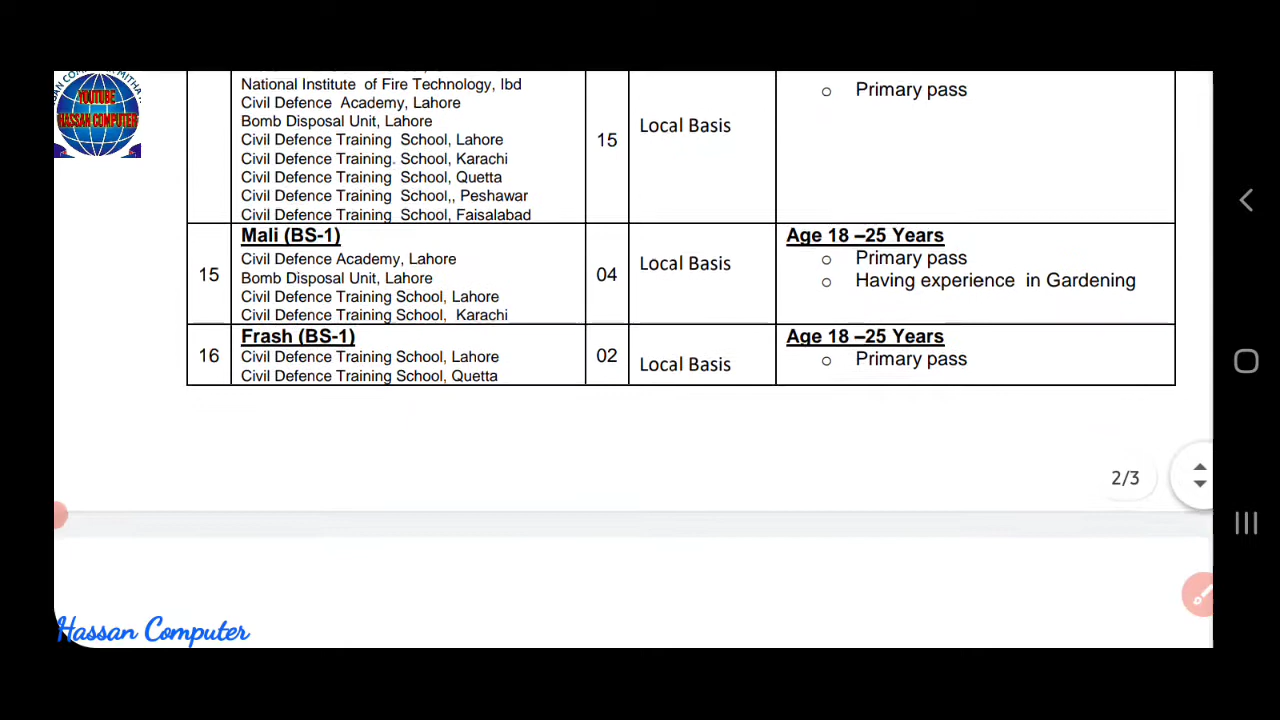 YOUTUBE
HASSAN COMPUTER
National Institute of Fire Technology, Ibd
Civil Defence Academy, Lahore
Bomb Disposal Unit, Lahore
Civil Defence Training School, Lahore
Civil Defence Training. School, Karachi
Civil Defence Training School, Quetta
Civil Defence Training School,, Peshawar
Civil Defence Training School, Faisalabad
15
Local Basis
Primary pass
15
Mali (BS-1)
Civil Defence Academy, Lahore
Bomb Disposal Unit, Lahore
Civil Defence Training School, Lahore
Civil Defence Training School, Karachi
04
Local Basis
Age 18 –25 Years
Primary pass
Having experience in Gardening
16
Frash (BS-1)
Civil Defence Training School, Lahore
Civil Defence Training School, Quetta
02
Local Basis
Age 18 –25 Years
Primary pass
2/3
Hassan Computer